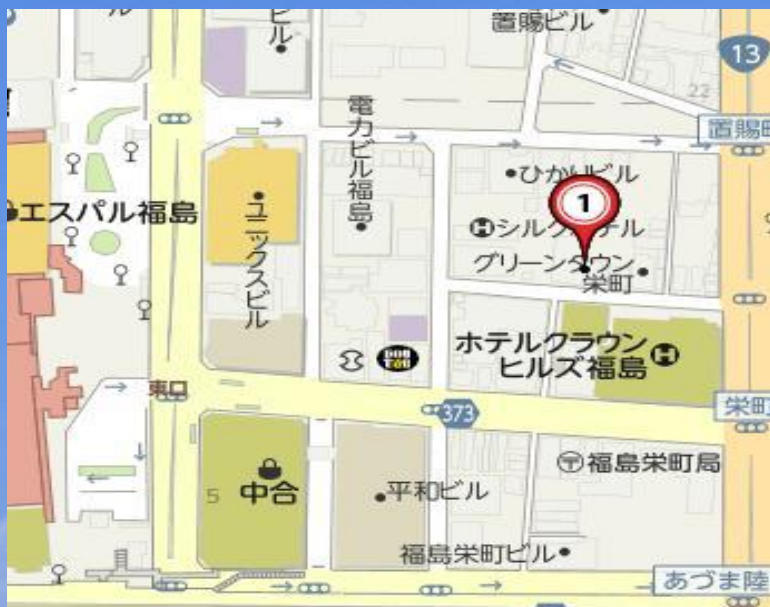 ル
ビル
置賜ビル
13
22
置賜町
電力ビル福島
ひかりビル
1
エスパル福島
ユニックスビル
シルクホテル
グリーンタウン
栄町
ホテルクラウン
ヒルズ福島
東口
373
栄町
福島栄町局
5
中合
平和ビル
福島栄町ビル
あづま陸